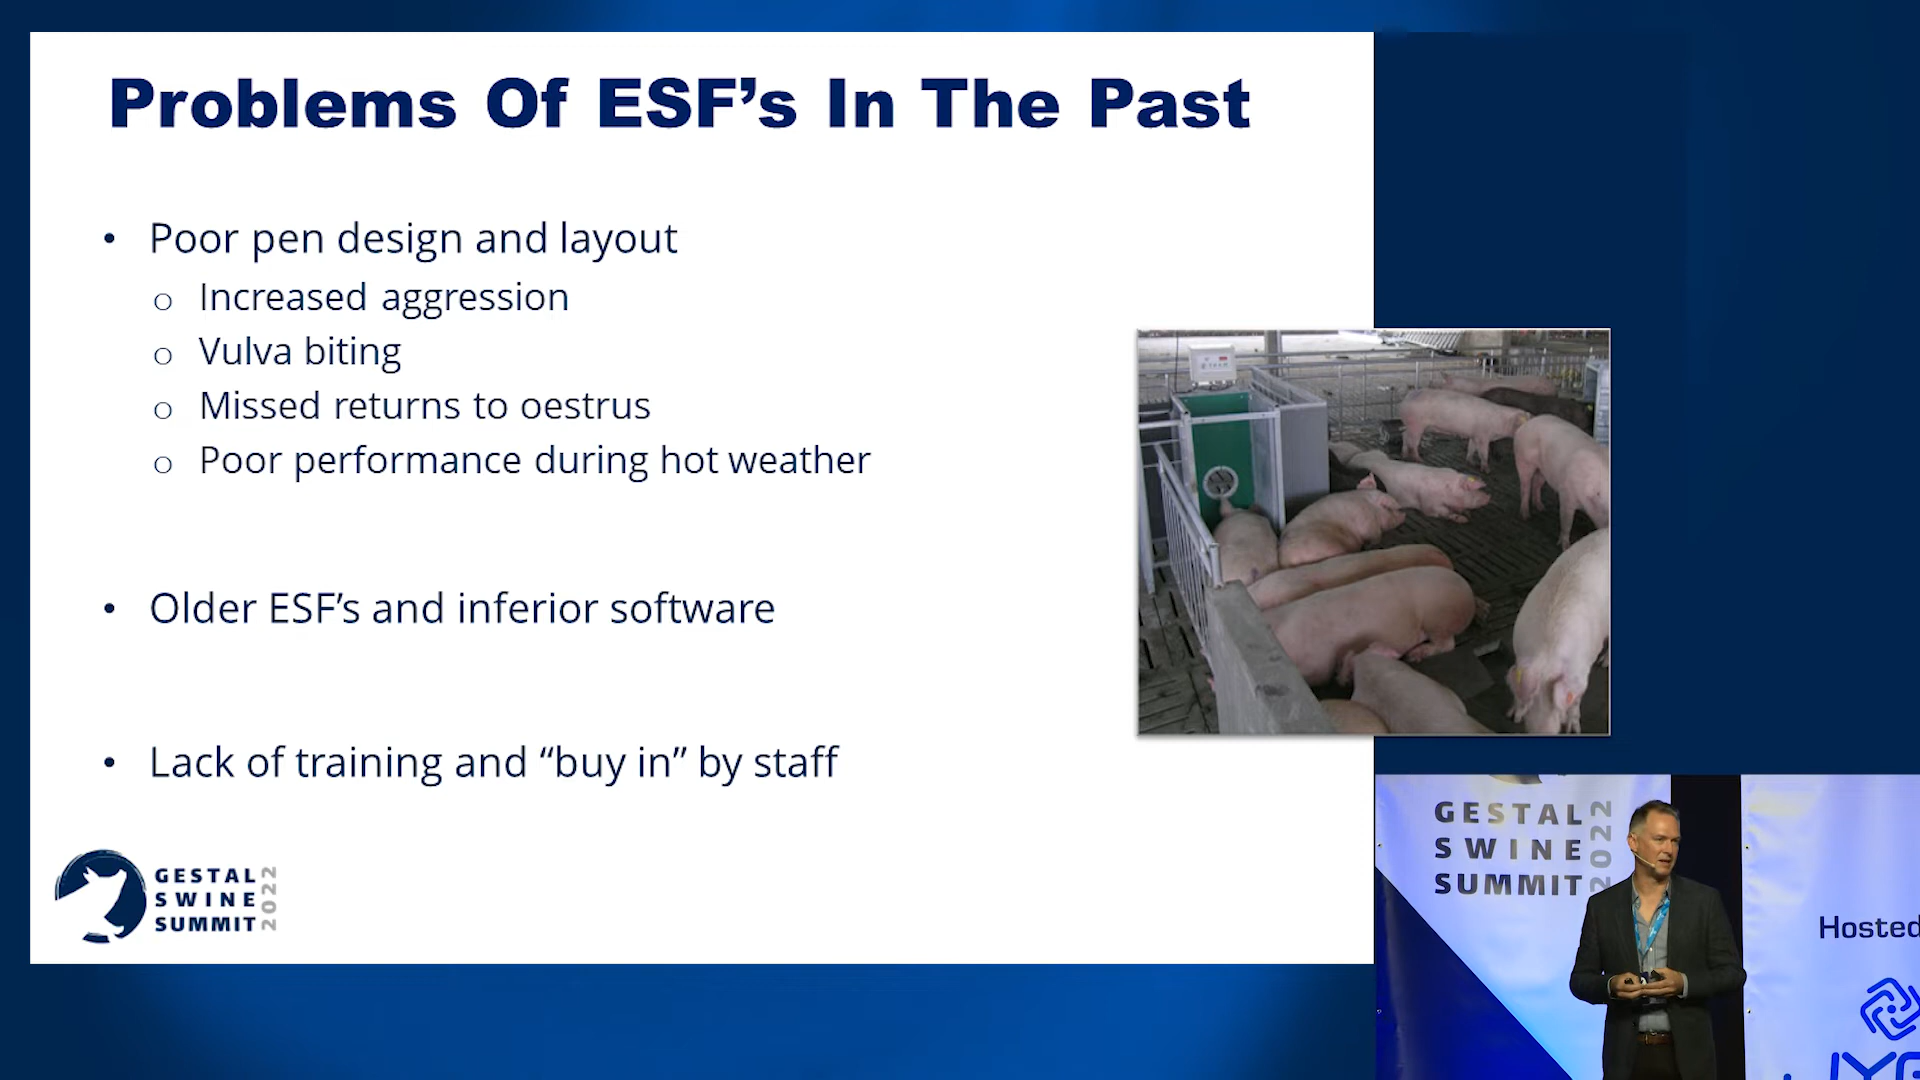 Problems Of ESF’s In The Past
• Poor pen design and layout
o Increased aggression
o Vulva biting
o Missed returns to oestrus
o Poor performance during hot weather
• Older ESF’s and inferior software
• Lack of training and “buy in” by staff
GESTAL
SWINE
SUMMIT
2022
GESTAL
SWINE
SUMMIT
2022
Hosted